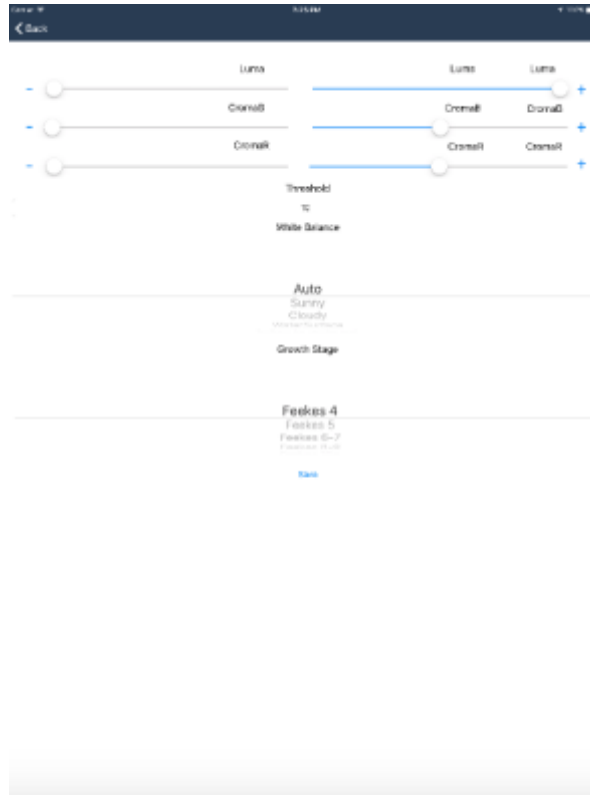 Back
Luma Luma Luma
- +
CromaB CromaB CromaB
- +
CromaR CromaR CromaR
- +
Threshold
White Balance
Auto
Sunny
Cloudy
Growth Stage
Feekes 4
Feekes 5
Feekes 6-7
Save